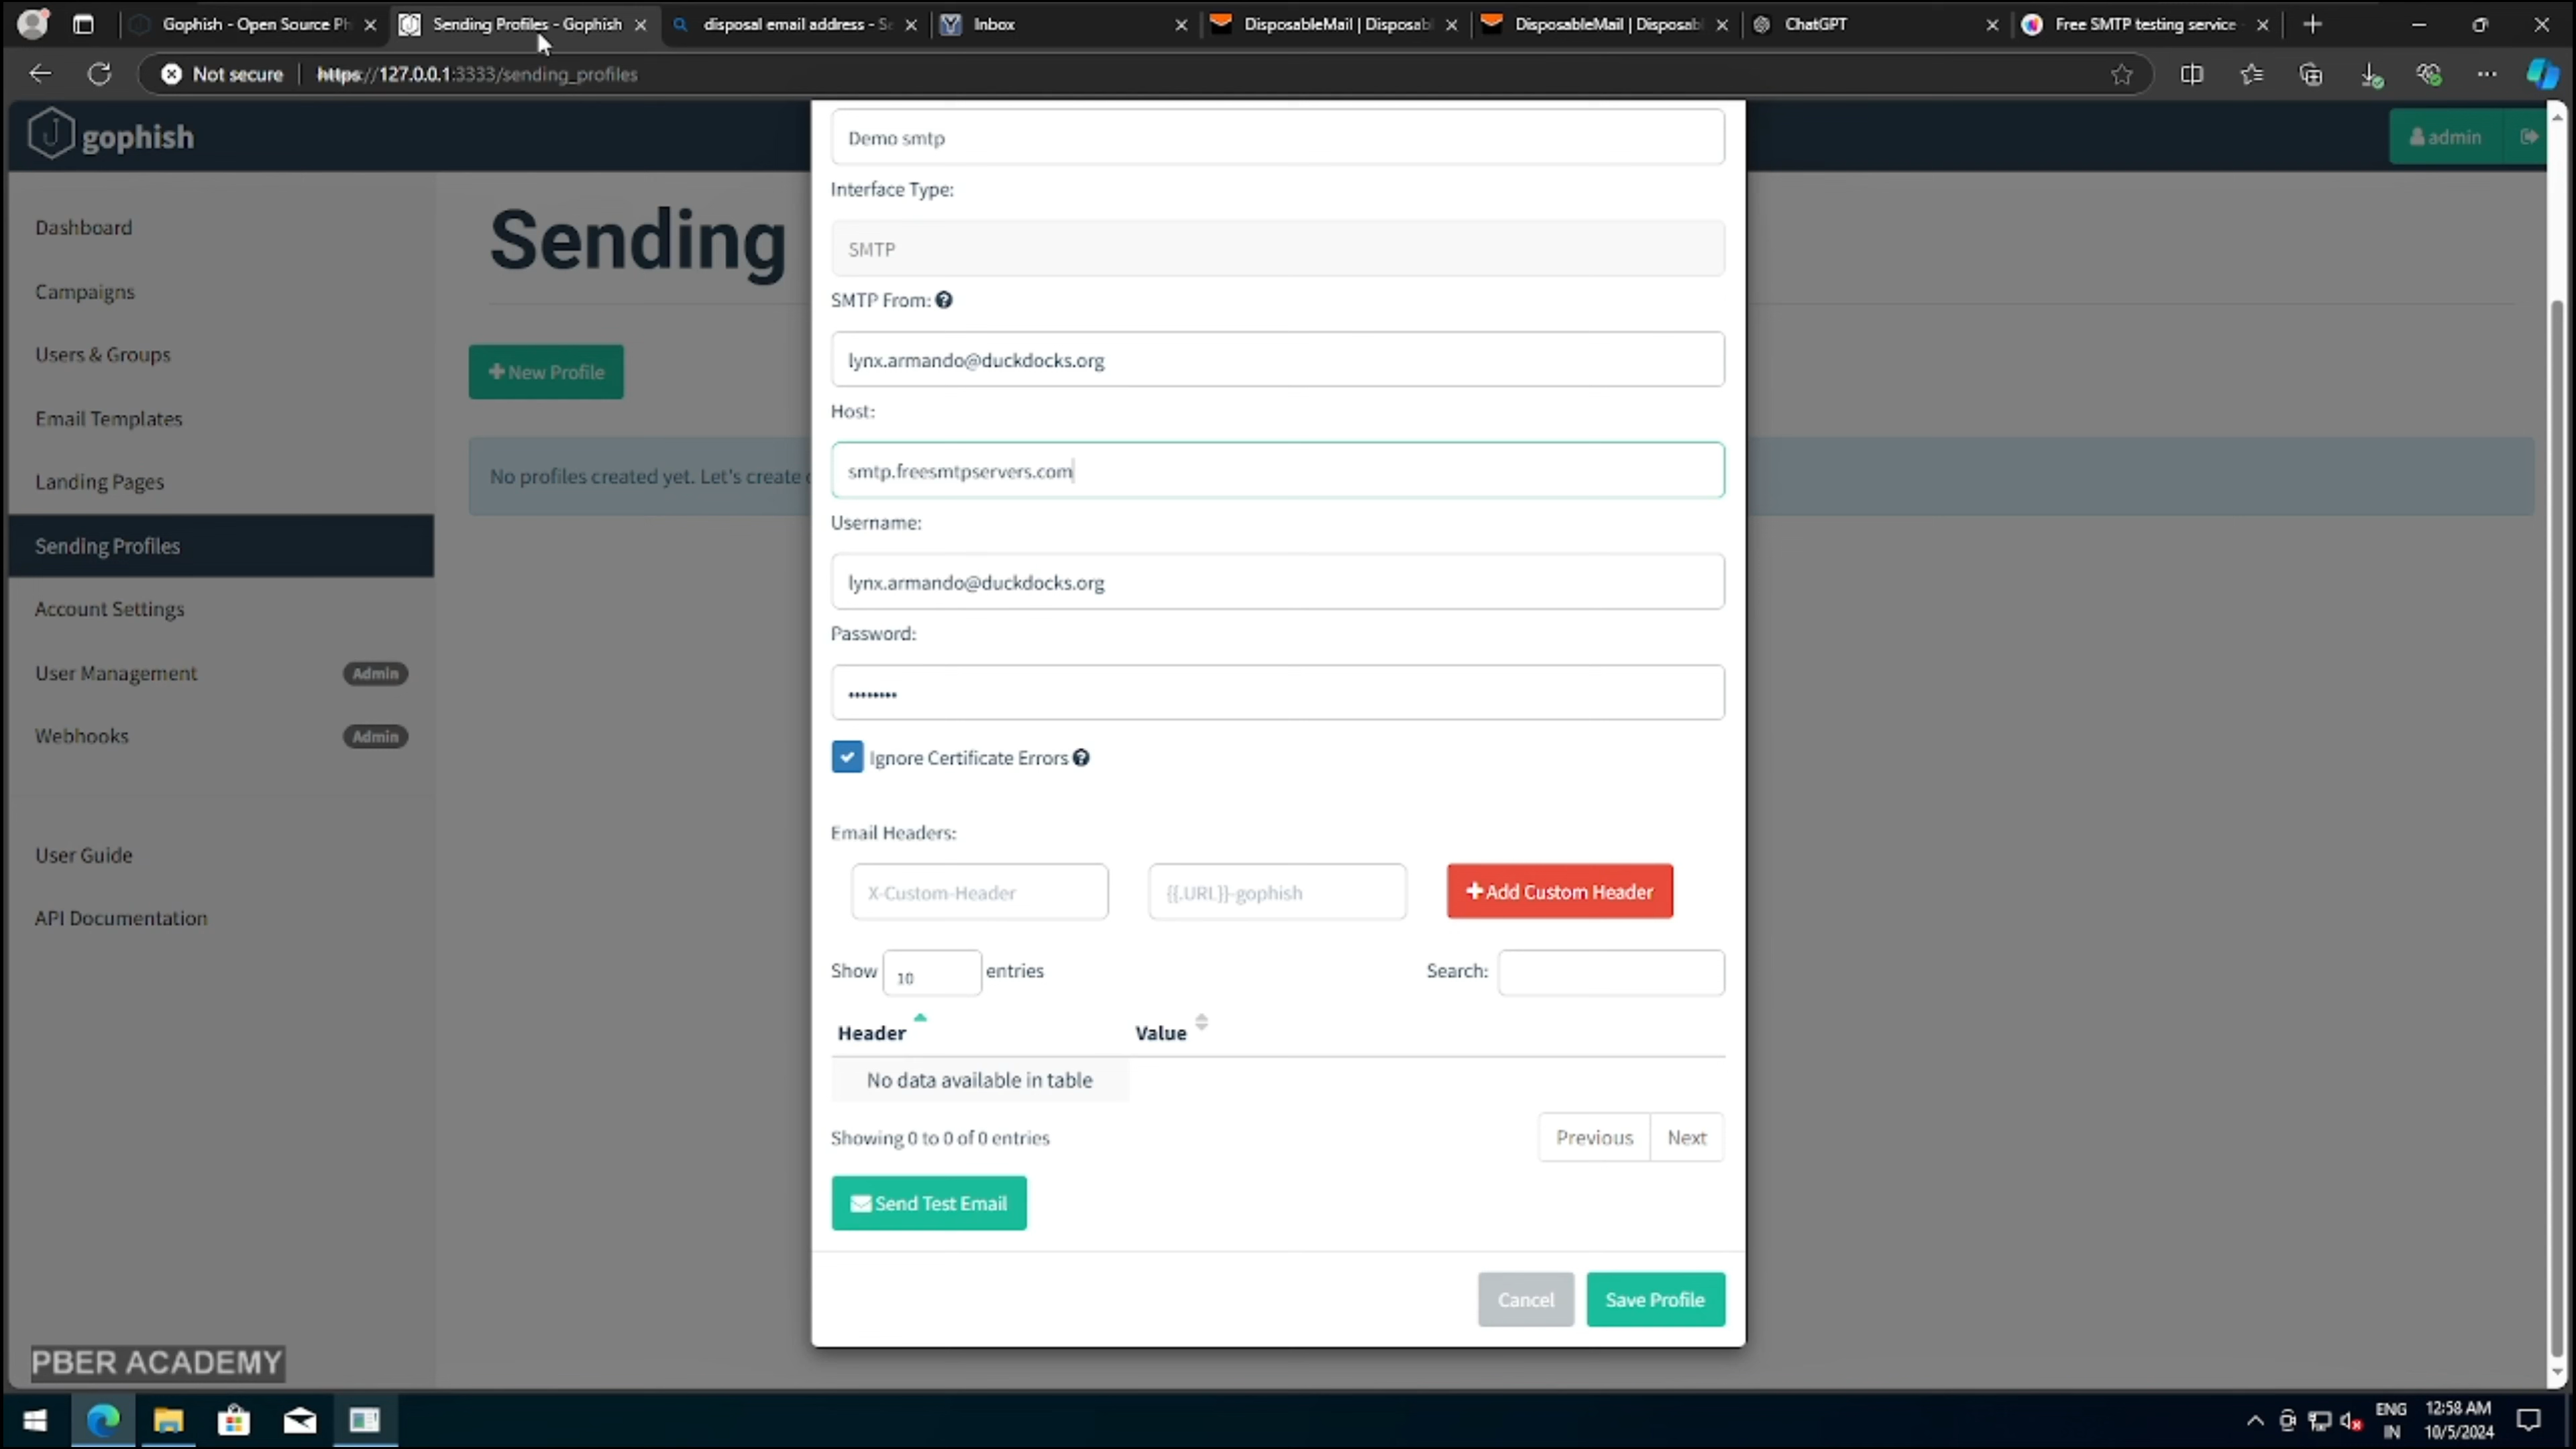 Gophish - Open Source Ph
Sending Profiles - Gophish
disposal email address - Se
Inbox
DisposableMail | Disposabl
DisposableMail | Disposabl
ChatGPT
Free SMTP testing service
Not secure
https://127.0.0.1:3333/sending_profiles
gophish
admin
Dashboard
Campaigns
Users & Groups
Email Templates
Landing Pages
Sending Profiles
Account Settings
User Management Admin
Webhooks Admin
User Guide
API Documentation
Sending
New Profile
No profiles created yet. Let's create
Demo smtp
Interface Type:
SMTP
SMTP From:
lynx.armando@duckdocks.org
Host:
smtp.freesmtpservers.com
Username:
lynx.armando@duckdocks.org
Password:
••••••••
Ignore Certificate Errors
Email Headers:
X-Custom-Header
{{.URL}}-gophish
Add Custom Header
Show 10 entries
Search:
Header Value
No data available in table
Showing 0 to 0 of 0 entries
Previous Next
Send Test Email
Cancel Save Profile
PBER ACADEMY
ENG
IN
12:58 AM
10/5/2024